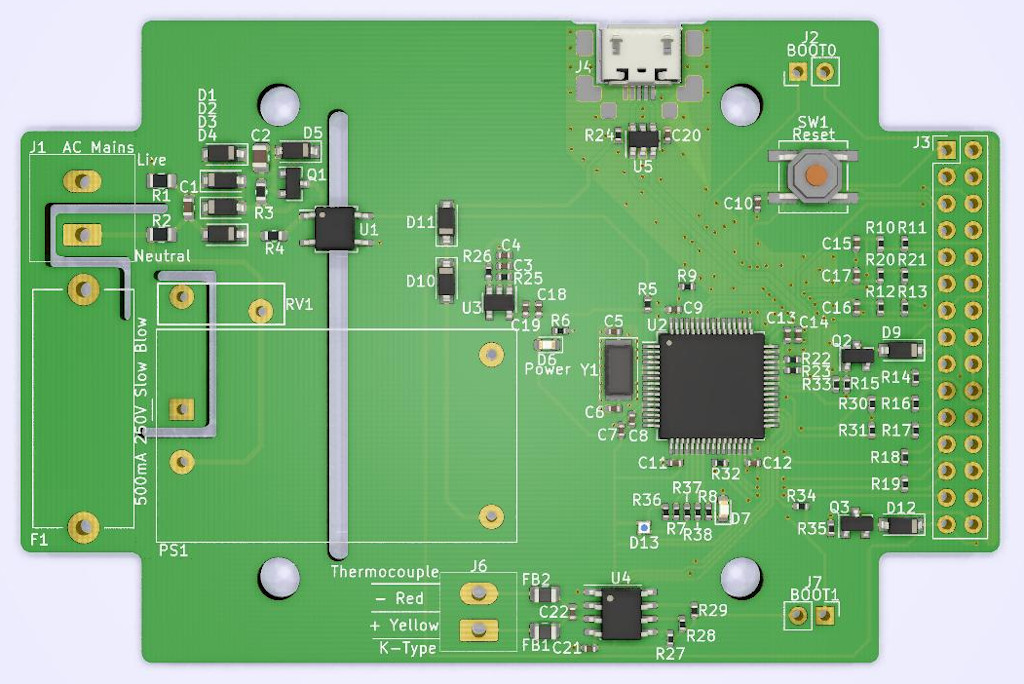 J2
BOOT0
J4
D1
D2
D3
D4
C2
D5
SW1
Reset
R24
U5
C20
J1 AC Mains
Live
J3
Q1
R1
C1
R3
C10
R2
R4
U1
D11
Neutral
C15
R10
R11
C4
C3
R25
R26
R20
R21
C17
D10
R9
RV1
U3
C18
C19
R5
C9
C16
R12
R13
R6
C5
U2
C13
C14
D6
Power
Y1
Q2
D9
R22
R23
R33
R15
R14
500mA 250V Slow Blow
C6
C7
C8
R30
R16
R31
R17
C11
R32
C12
R18
R19
R36
R37
R8
R7
R38
D7
D13
R34
R35
Q3
D12
F1
PS1
Thermocouple
J6
- Red
+ Yellow
K-Type
FB2
FB1
C22
C21
U4
R29
R28
R27
J7
BOOT1